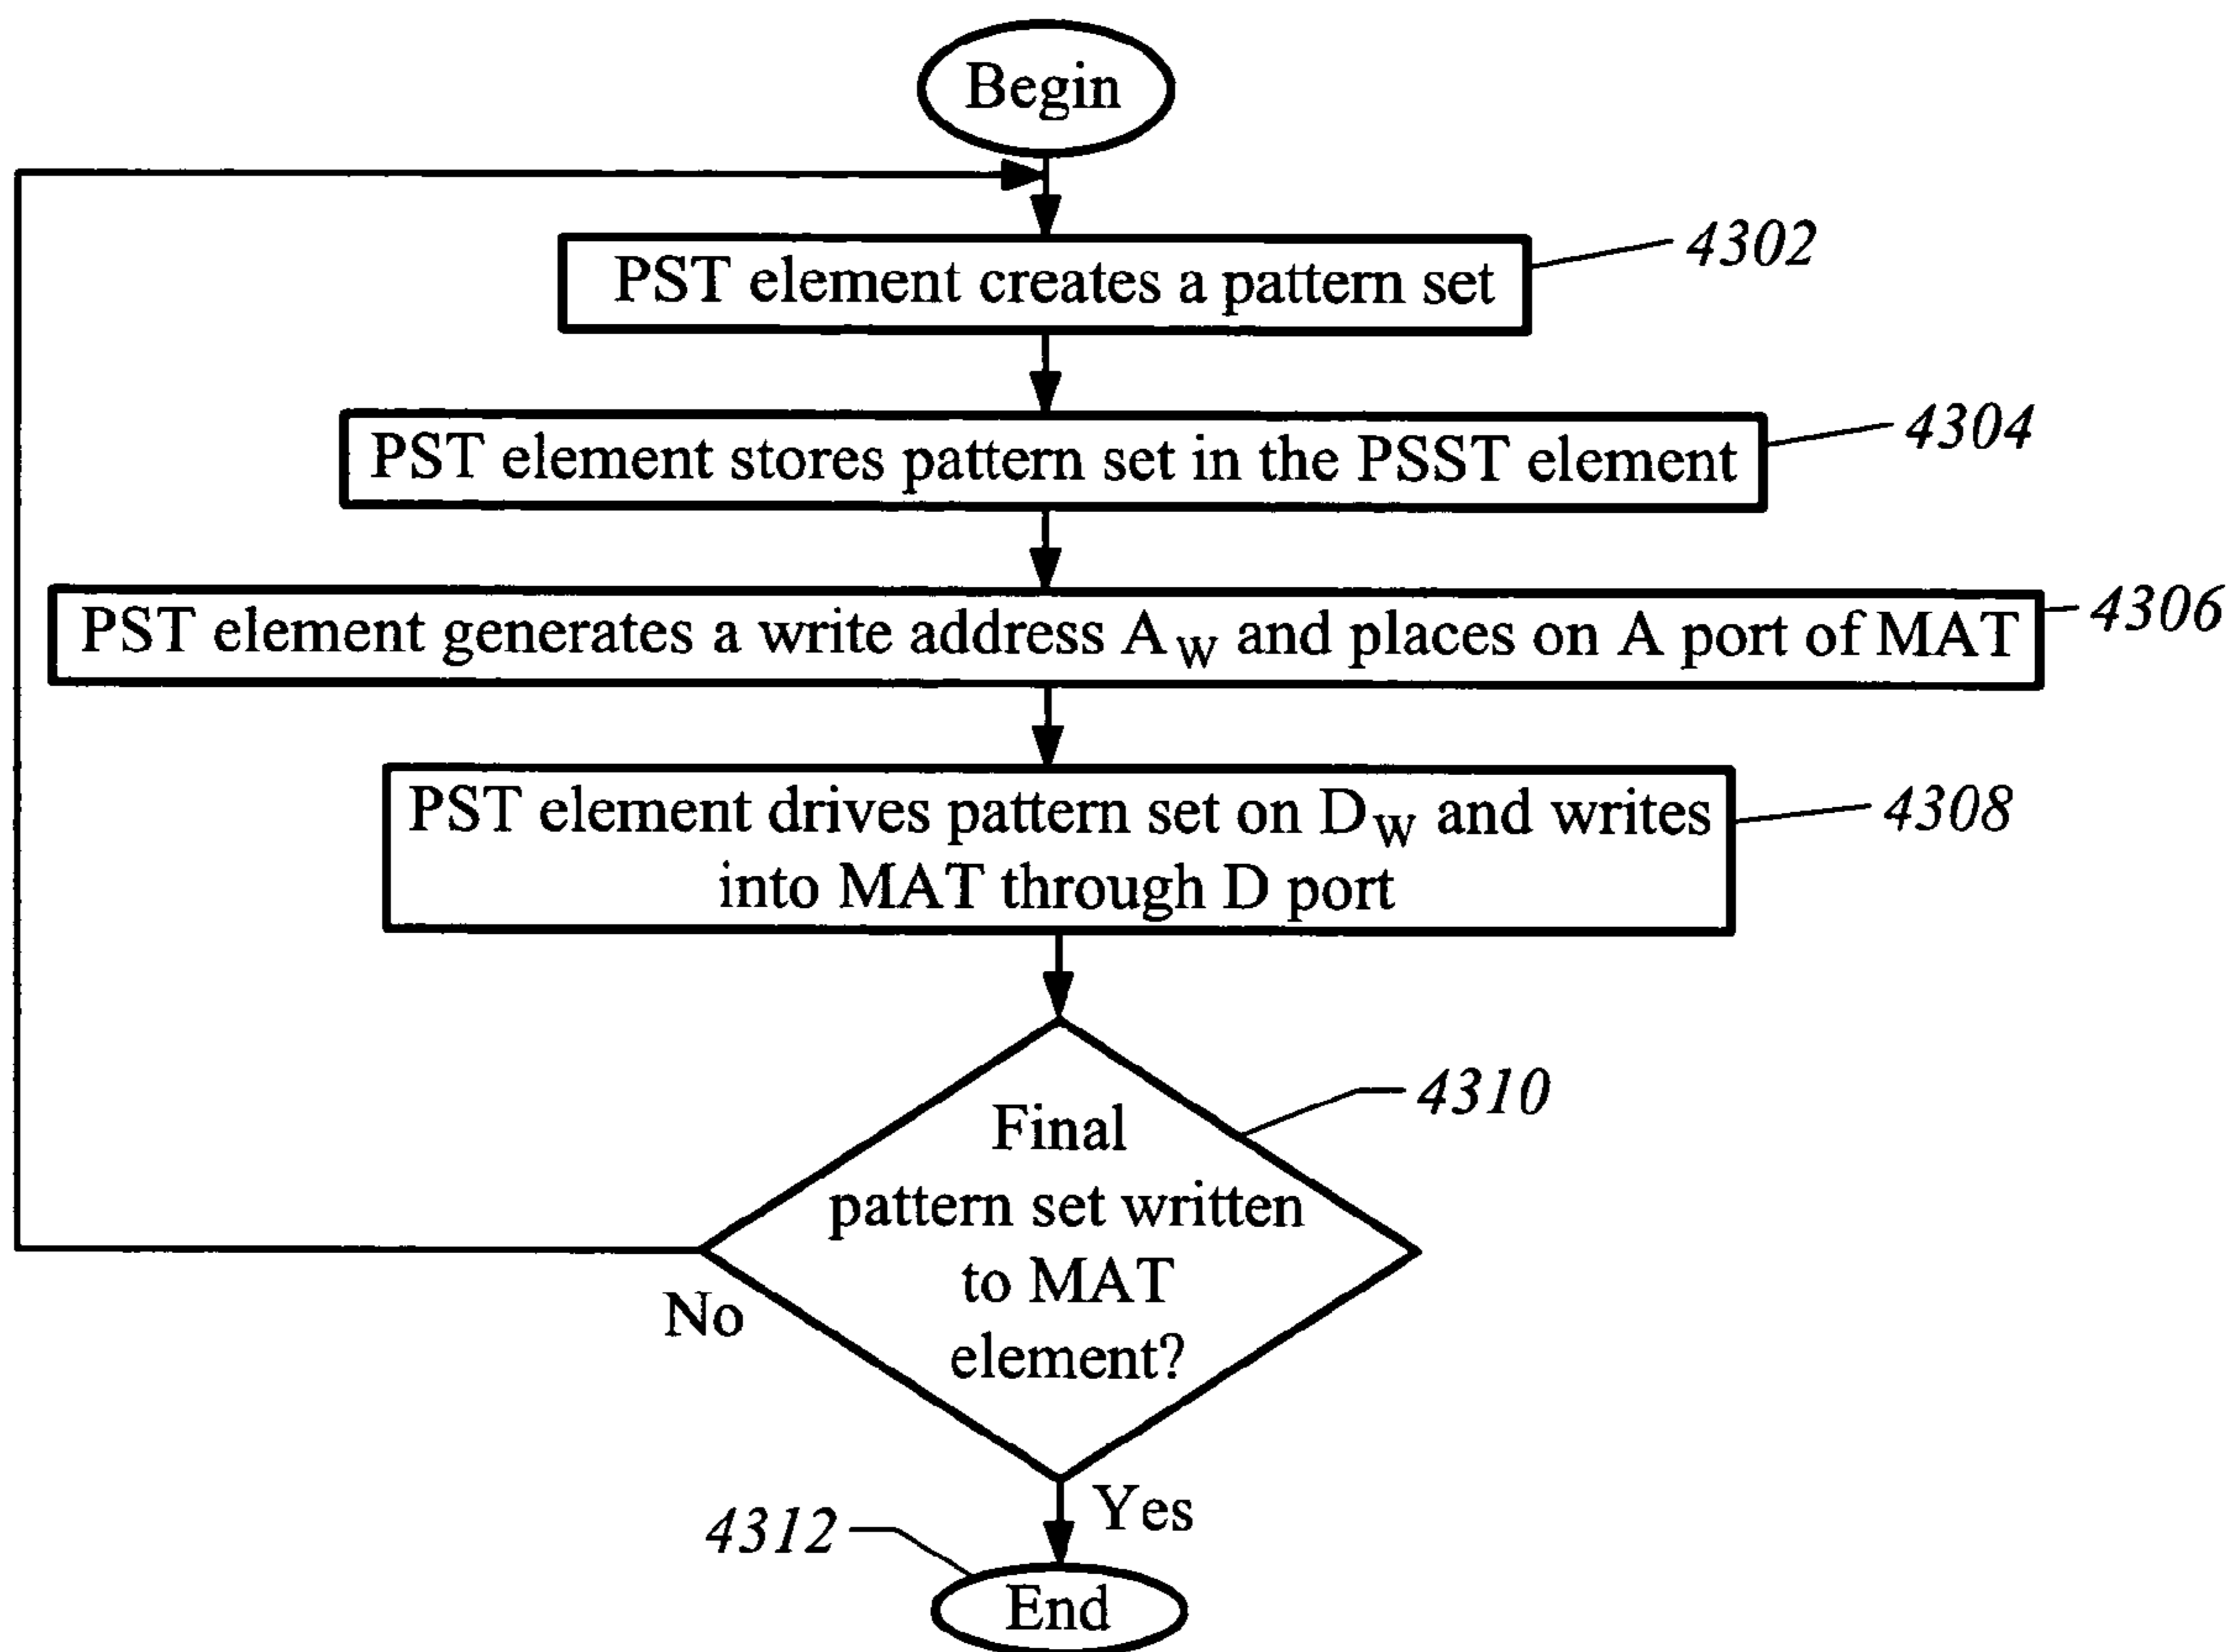 Begin
PST element creates a pattern set
4302
PST element stores pattern set in the PSST element
4304
PST element generates a write address Aw and places on A port of MAT
4306
PST element drives pattern set on Dw and writes
into MAT through D port
4308
Final
pattern set written
to MAT
element?
4310
No
Yes
4312
End